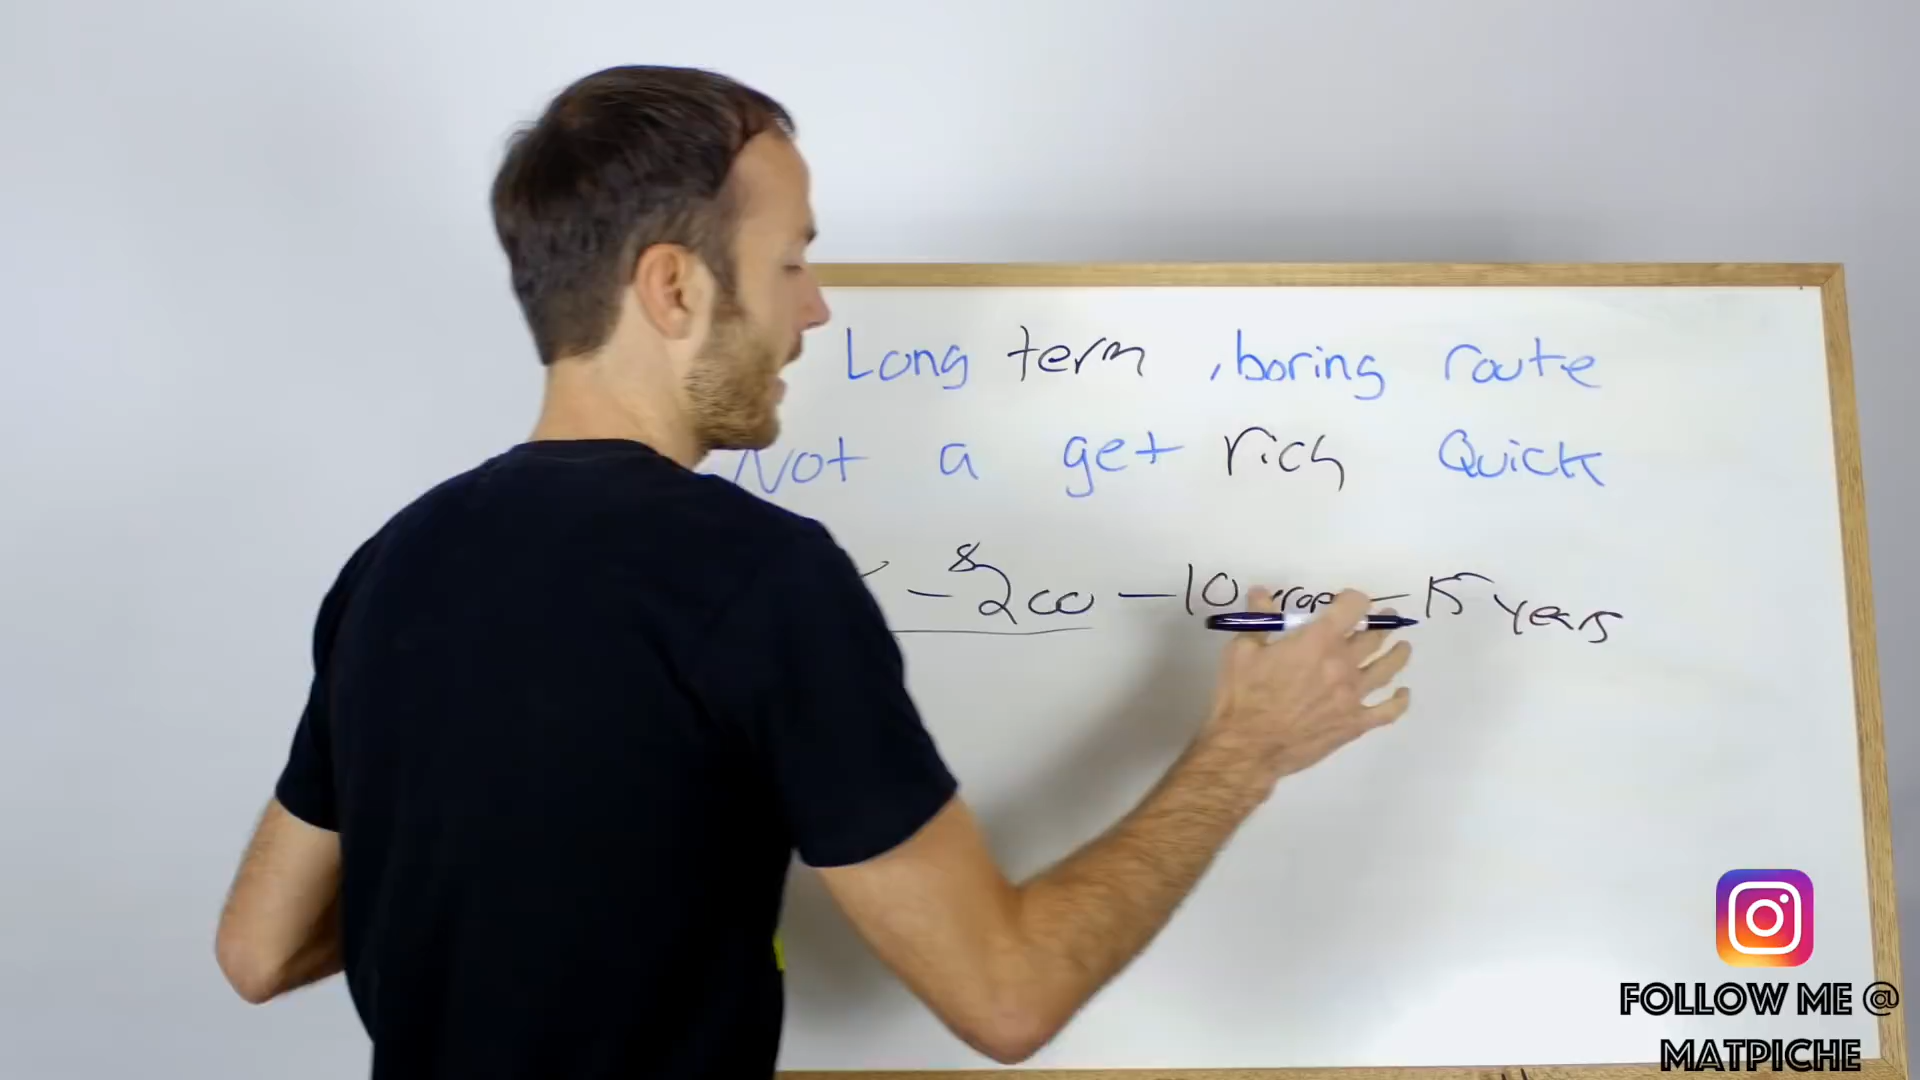 Long term, boring route
Not a get rich Quick
- $200 - 10 - 15 years
FOLLOW ME @
MATPICHE